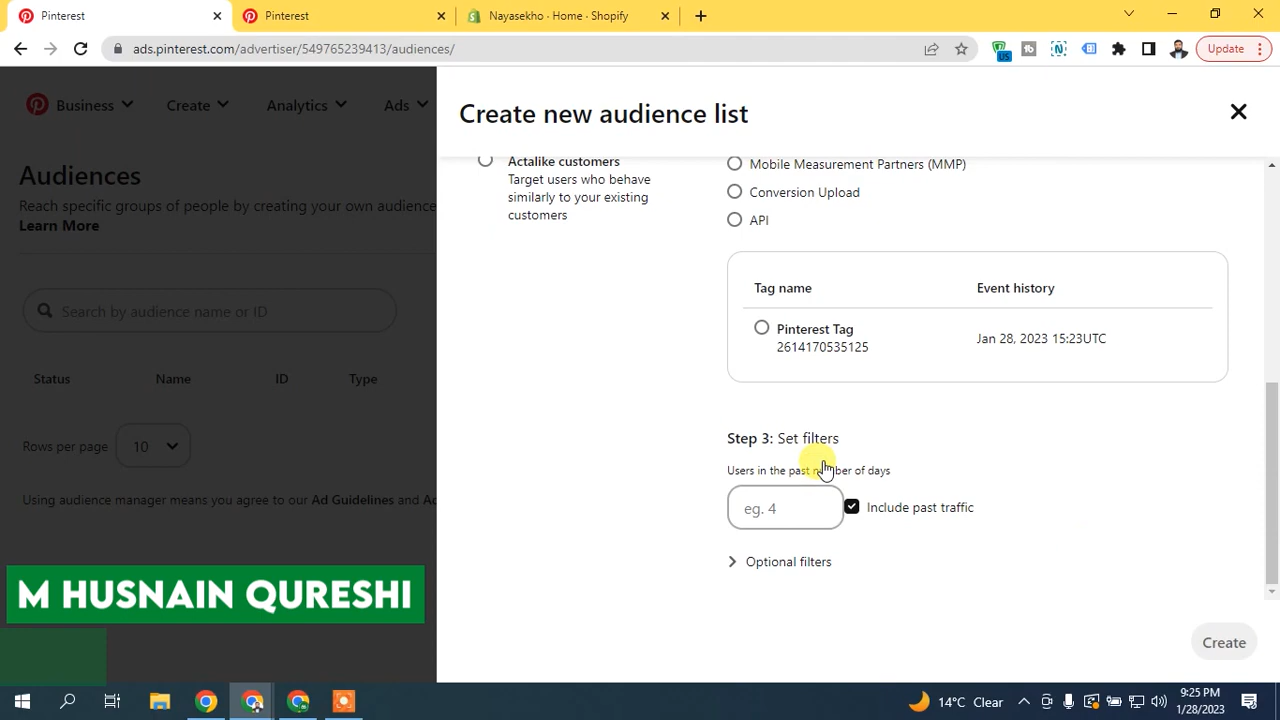 Pinterest
Pinterest
Nayasekho · Home · Shopify
ads.pinterest.com/advertiser/549765239413/audiences/
US
Update
Business
Create
Analytics
Ads
Create new audience list
Audiences
Reach specific groups of people by creating your own audience
Learn More
Search by audience name or ID
Status
Name
ID
Type
Rows per page
10
Using audience manager means you agree to our Ad Guidelines and Ad
Actalike customers
Target users who behave
similarly to your existing
customers
Mobile Measurement Partners (MMP)
Conversion Upload
API
Tag name
Event history
Pinterest Tag
2614170535125
Jan 28, 2023 15:23UTC
Step 3: Set filters
Users in the past number of days
eg. 4
Include past traffic
Optional filters
Create
M HUSNAIN QURESHI
14°C Clear
9:25 PM
1/28/2023